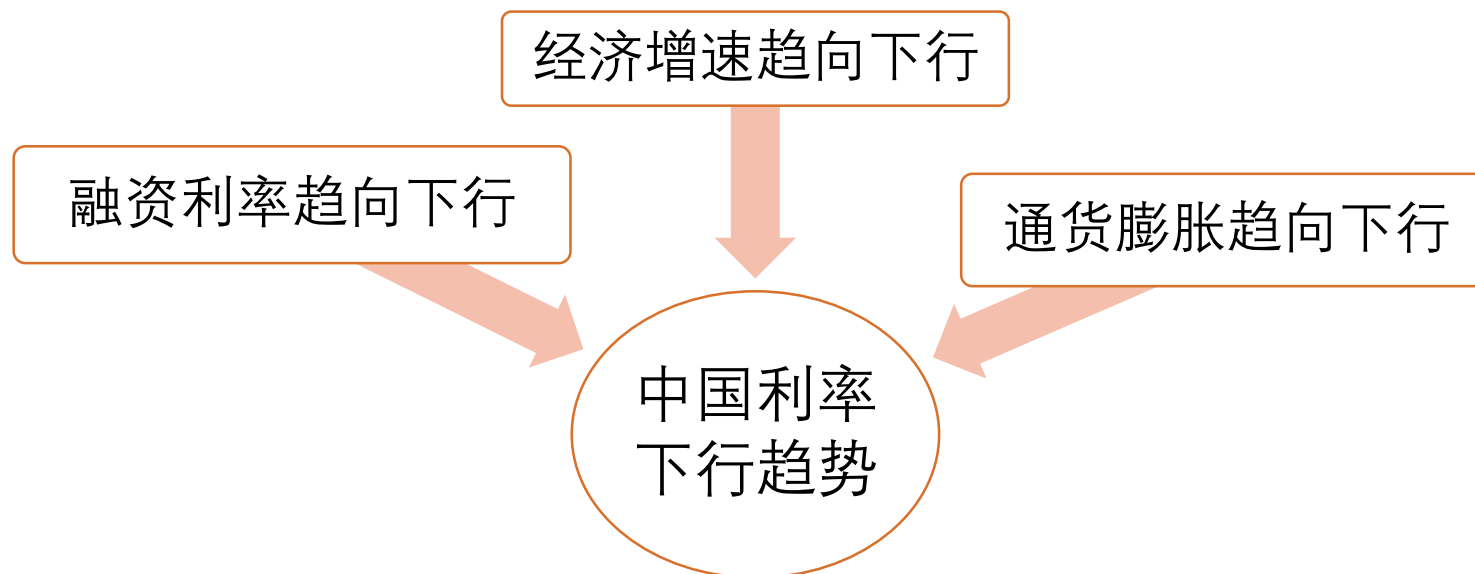 经济增速趋向下行
融资利率趋向下行
通货膨胀趋向下行
中国利率
下行趋势